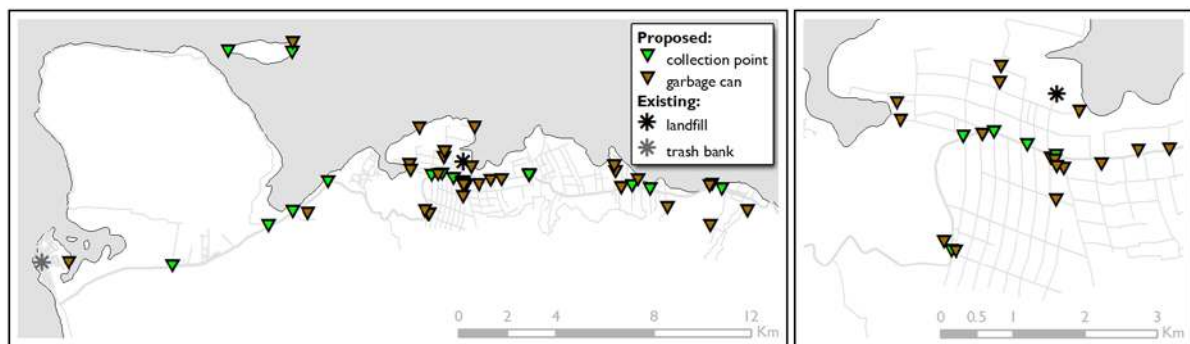 Proposed:
collection point
garbage can
Existing:
landfill
trash bank
0 2 4 8 12
Km
0 0.5 1 2 3
Km